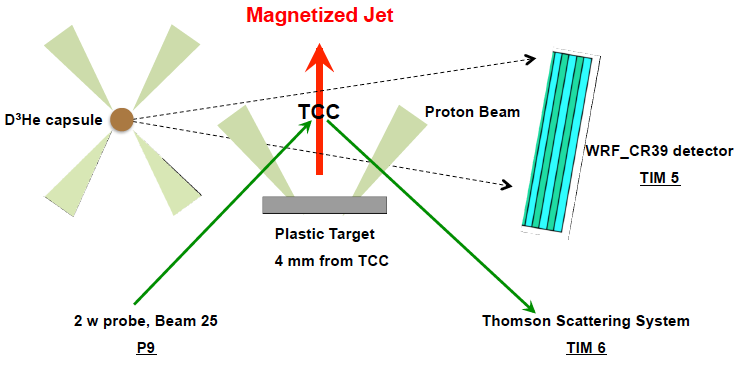 Magnetized Jet
D³He capsule
TCC
Proton Beam
WRF_CR39 detector
TIM 5
Plastic Target
4 mm from TCC
2 w probe, Beam 25
P9
Thomson Scattering System
TIM 6